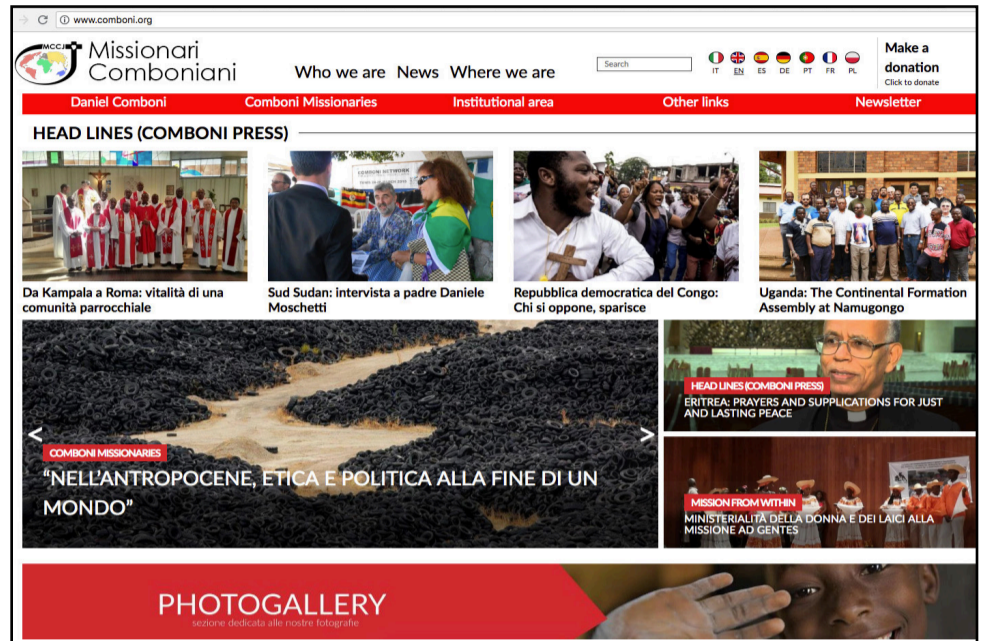 www.comboni.org
MCCJ
Missionari
Comboniani
Who we are News Where we are
Search
IT EN ES DE PT FR PL
Make a
donation
Click to donate
Daniel Comboni Comboni Missionaries Institutional area Other links Newsletter
HEAD LINES (COMBONI PRESS)
COMBONI NETWORK
Da Kampala a Roma: vitalità di una
comunità parrocchiale
Sud Sudan: intervista a padre Daniele
Moschetti
Repubblica democratica del Congo:
Chi si oppone, sparisce
Uganda: The Continental Formation
Assembly at Namugongo
<
>
COMBONI MISSIONARIES
“NELL’ANTROPOCENE, ETICA E POLITICA ALLA FINE DI UN
MONDO”
HEAD LINES (COMBONI PRESS)
ERITREA: PRAYERS AND SUPPLICATIONS FOR JUST
AND LASTING PEACE
MISSION FROM WITHIN
MINISTERIALITÀ DELLA DONNA E DEI LAICI ALLA
MISSIONE AD GENTES
PHOTOGALLERY
sezione dedicata alle nostre fotografie